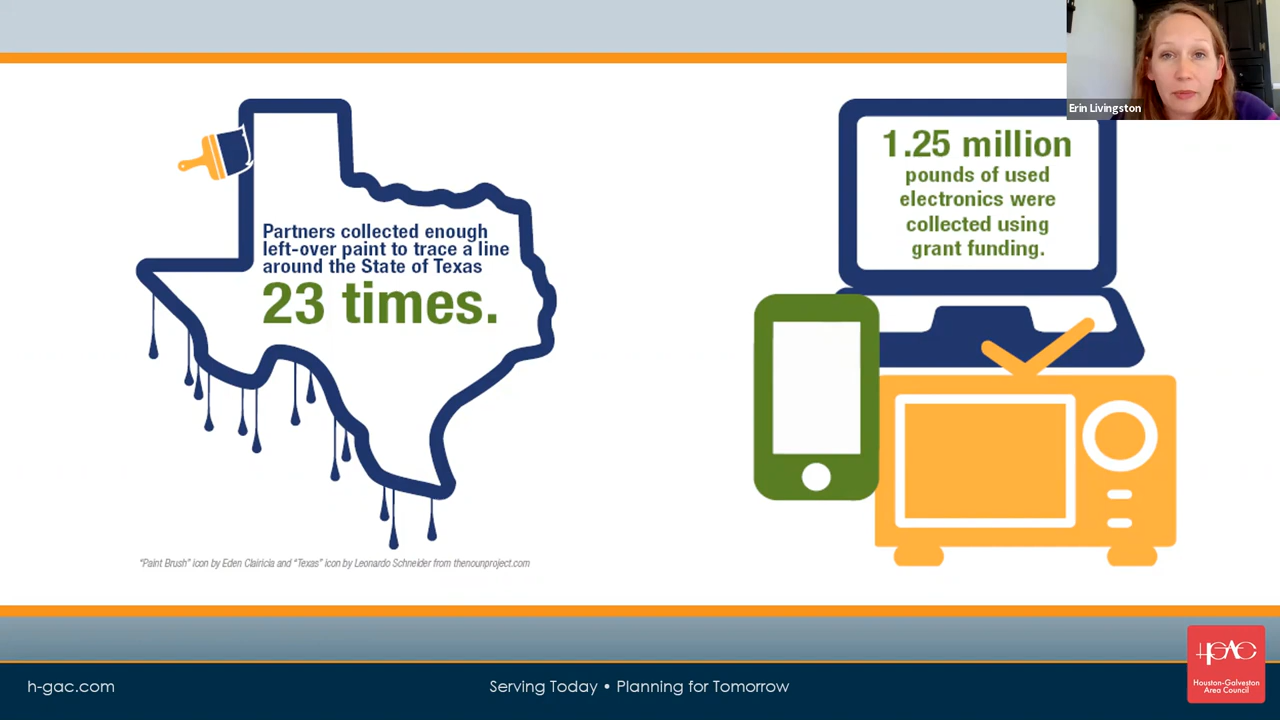 Erin Livingston
Partners collected enough
left-over paint to trace a line
around the State of Texas
23 times.
"Paint Brush" icon by Eden Clairicia and "Texas" icon by Leonardo Schneider from thenounproject.com
1.25 million
pounds of used
electronics were
collected using
grant funding.
h-gac.com
Serving Today • Planning for Tomorrow
HGAC
Houston-Galveston
Area Council